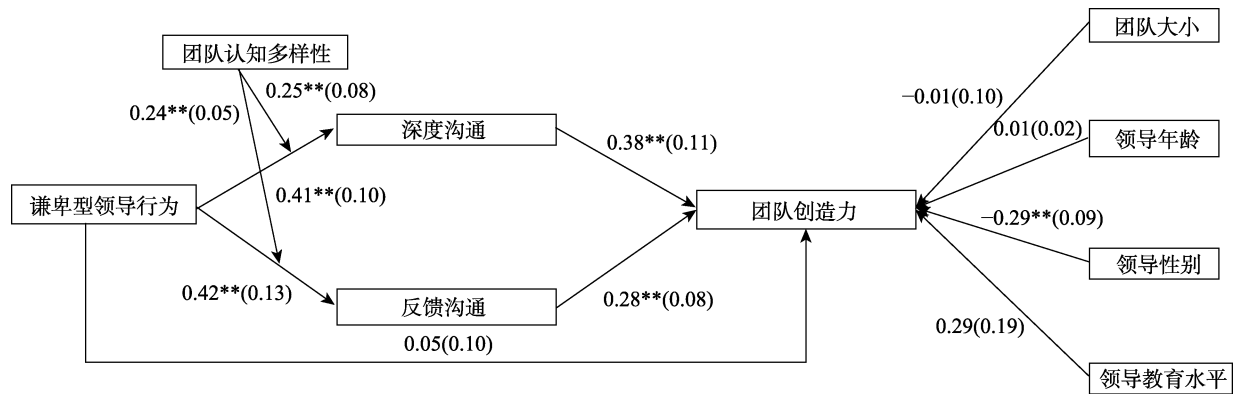 团队大小
团队认知多样性
0.25**(0.08)
0.24**(0.05)
−0.01(0.10)
深度沟通
0.38**(0.11)
0.01(0.02)
领导年龄
谦卑型领导行为
0.41**(0.10)
团队创造力
−0.29**(0.09)
领导性别
0.42**(0.13)
反馈沟通
0.28**(0.08)
0.05(0.10)
0.29(0.19)
领导教育水平